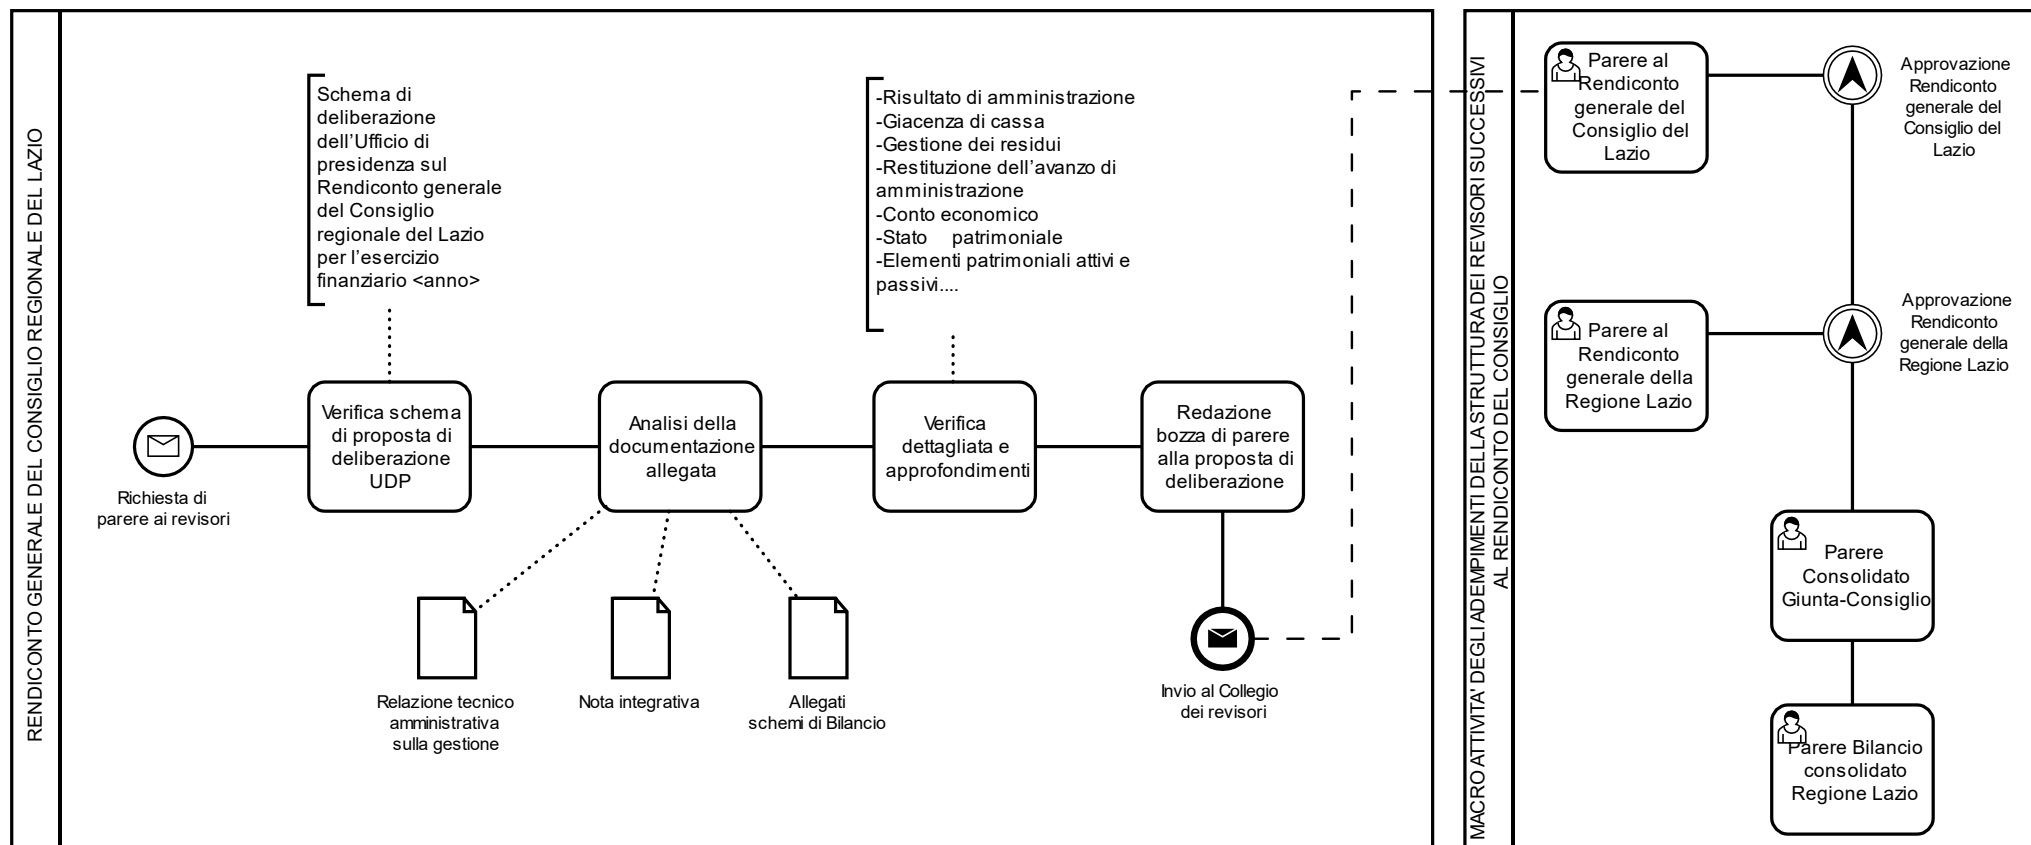 RENDICONTO GENERALE DEL CONSIGLIO REGIONALE DEL LAZIO
Schema di
deliberazione
dell'Ufficio di
presidenza sul
Rendiconto generale
del Consiglio
regionale del Lazio
per l'esercizio
finanziario <anno>
-Risultato di amministrazione
-Giacenza di cassa
-Gestione dei residui
-Restituzione dell'avanzo di
amministrazione
-Conto economico
-Stato patrimoniale
-Elementi patrimoniali attivi e
passivi....
Richiesta di
parere ai revisori
Verifica schema
di proposta di
deliberazione
UDP
Analisi della
documentazione
allegata
Verifica
dettagliata e
approfondimenti
Redazione
bozza di parere
alla proposta di
deliberazione
Relazione tecnico
amministrativa
sulla gestione
Nota integrativa
Allegati
schemi di Bilancio
Invio al Collegio
dei revisori
MACRO ATTIVITA' DEGLI ADEMPIMENTI DELLA STRUTTURA DEI REVISORI SUCCESSIVI
AL RENDICONTO DEL CONSIGLIO
Parere al
Rendiconto
generale del
Consiglio del
Lazio
Approvazione
Rendiconto
generale del
Consiglio del
Lazio
Parere al
Rendiconto
generale della
Regione Lazio
Approvazione
Rendiconto
generale della
Regione Lazio
Parere
Consolidato
Giunta-Consiglio
Parere Bilancio
consolidato
Regione Lazio